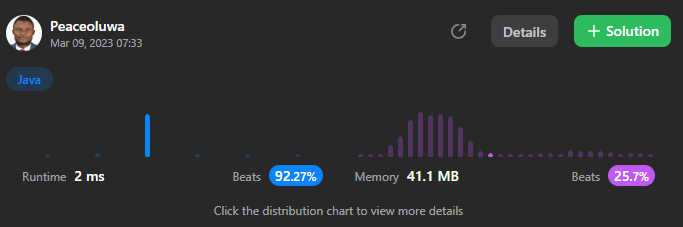 Peaceoluwa
Mar 09, 2023 07:33
Details
+ Solution
Java
Runtime 2 ms Beats 92.27%
Memory 41.1 MB Beats 25.7%
Click the distribution chart to view more details